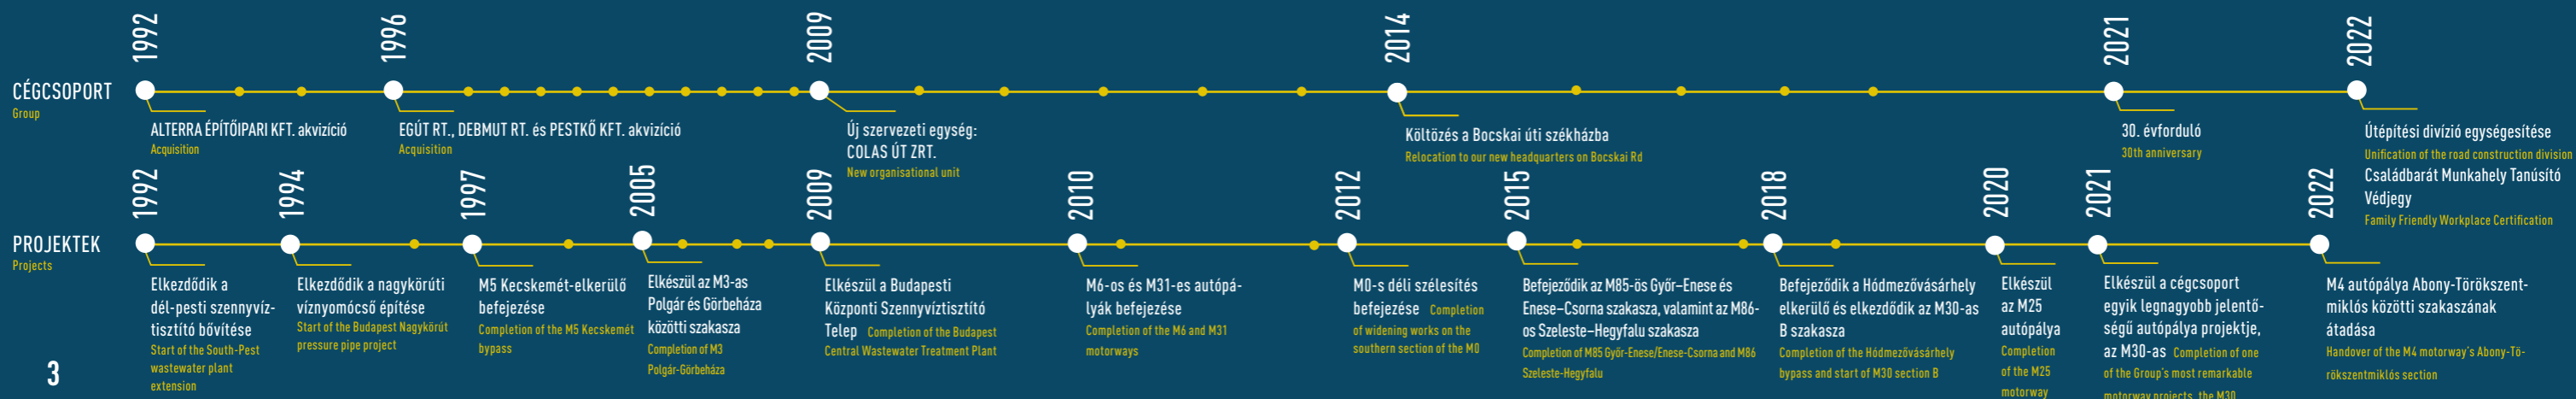 1992
1996
2009
2014
2021
2022
CÉGCSOPORT
Group
ALTERRA ÉPÍTŐIPARI KFT. akvizíció
Acquisition
EGÚT RT., DEBMUT RT. és PESTKŐ KFT. akvizíció
Acquisition
Új szervezeti egység:
COLAS ÚT ZRT.
New organisational unit
Költözés a Bocskai úti székházba
Relocation to our new headquarters on Bocskai Rd
30. évforduló
30th anniversary
Útépítési divízió egységesítése
Unification of the road construction division
Családbarát Munkahely Tanúsító
Védjegy
Family Friendly Workplace Certification
1992
1994
1997
2005
2009
2010
2012
2015
2018
2020
2021
2022
PROJEKTEK
Projects
Elkezdődik a
dél-pesti szennyvíz-
tisztító bővítése
Start of the South-Pest
wastewater plant
extension
Elkezdődik a nagykörúti
víznyomócső építése
Start of the Budapest Nagykörút
pressure pipe project
M5 Kecskemét-elkerülő
befejezése
Completion of the M5 Kecskemét
bypass
Elkészül az M3-as
Polgár és Görbeháza
közötti szakasza
Completion of M3
Polgár-Görbeháza
Elkészül a Budapesti
Központi Szennyvíztisztító
Telep Completion of the Budapest
Central Wastewater Treatment Plant
M6-os és M31-es autópá-
lyák befejezése
Completion of the M6 and M31
motorways
M0-s déli szélesítés
befejezése Completion
of widening works on the
southern section of the M0
Befejeződik az M85-ös Győr–Enese és
Enese–Csorna szakasza, valamint az M86-
os Szeleste–Hegyfalu szakasza
Completion of M85 Győr-Enese/Enese-Csorna and M86
Szeleste-Hegyfalu
Befejeződik a Hódmezővásárhely
elkerülő és elkezdődik az M30-as
B szakasza
Completion of the Hódmezővásárhely
bypass and start of M30 section B
Elkészül
az M25
autópálya
Completion
of the M25
motorway
Elkészül a cégcsoport
egyik legnagyobb jelentő-
ségű autópálya projektje,
az M30-as Completion of one
of the Group's most remarkable
motorway projects, the M30
M4 autópálya Abony-Törökszent-
miklós közötti szakaszának
átadása
Handover of the M4 motorway's Abony-Tö-
rökszentmiklós section
3